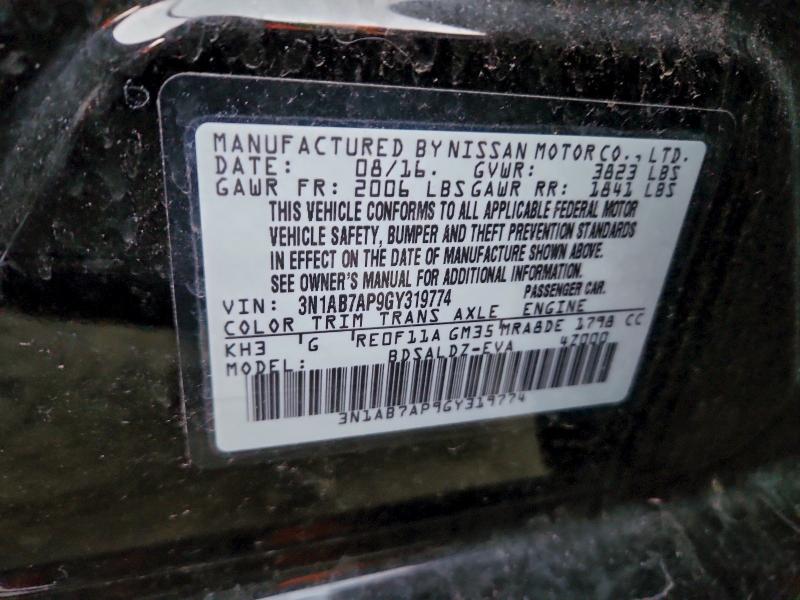 MANUFACTURED BY NISSAN MOTOR CO., LTD.
DATE: 08/16. GVWR: 3823 LBS
GAWR FR: 2006 LBS GAWR RR: 1841 LBS
THIS VEHICLE CONFORMS TO ALL APPLICABLE FEDERAL MOTOR
VEHICLE SAFETY, BUMPER AND THEFT PREVENTION STANDARDS
IN EFFECT ON THE DATE OF MANUFACTURE SHOWN ABOVE.
SEE OWNER'S MANUAL FOR ADDITIONAL INFORMATION.
VIN: 3N1AB7AP9GY319774 PASSENGER CAR.
COLOR TRIM TRANS AXLE ENGINE
KH3 G RE0F11A GM35 MRA8DE 1798 CC
MODEL: BDSALDZ-EVA 4Z000
3N1AB7AP9GY319774